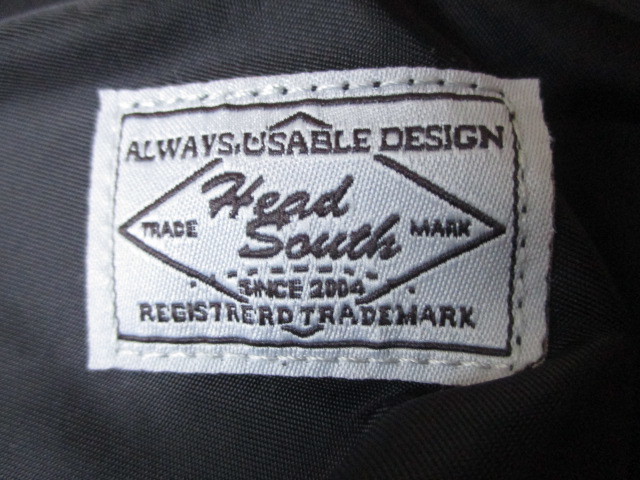 ALWAYS,USABLE DESIGN
Head
TRADE MARK
South
SINCE 2004
REGISTRERD TRADEMARK